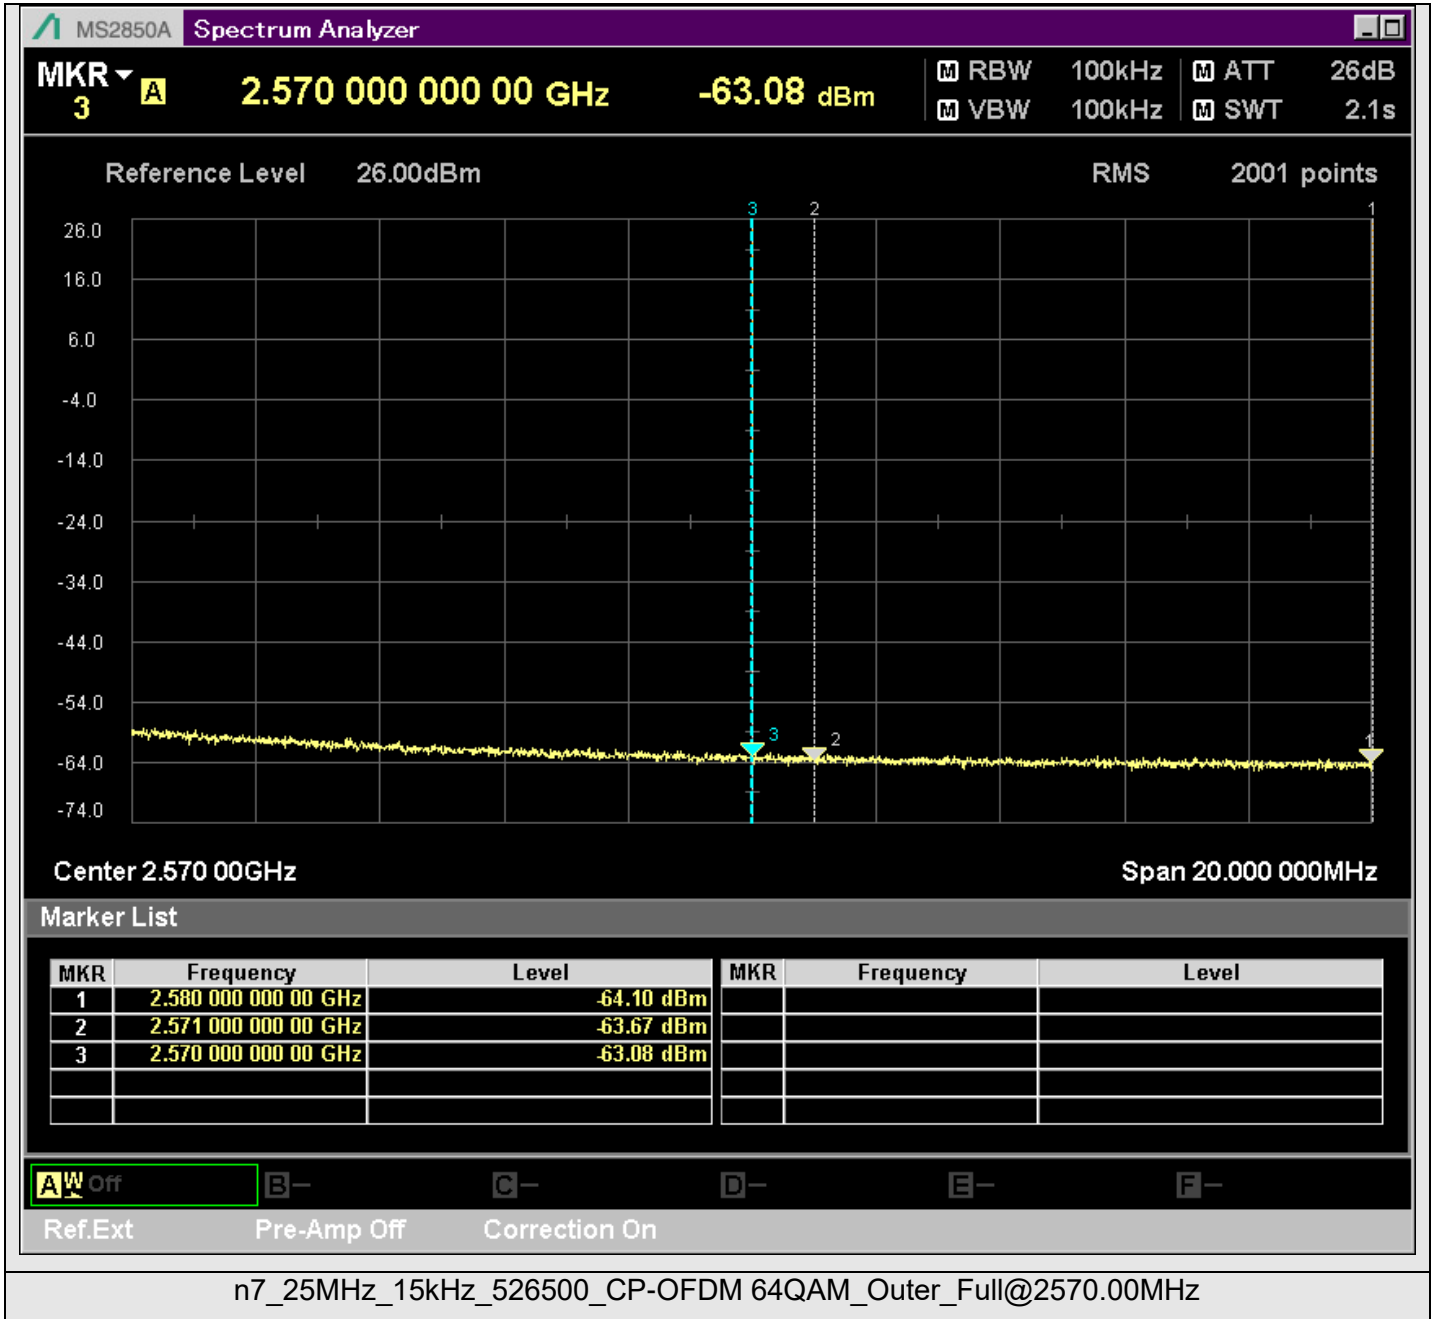 MS2850A Spectrum Analyzer
MKR A 2.570 000 000 00 GHz -63.08 dBm M RBW 100kHz M ATT 26dB
3 M VBW 100kHz M SWT 2.1s
Reference Level 26.00dBm RMS 2001 points
3 2 1
26.0
16.0
6.0
-4.0
-14.0
-24.0
-34.0
-44.0
-54.0
3 2 1
-64.0
-74.0
Center 2.570 00GHz Span 20.000 000MHz
Marker List
MKR Frequency Level MKR Frequency Level
1 2.580 000 000 00 GHz -64.10 dBm
2 2.571 000 000 00 GHz -63.67 dBm
3 2.570 000 000 00 GHz -63.08 dBm
A W Off B- C- D- E- F-
Ref.Ext Pre-Amp Off Correction On
n7_25MHz_15kHz_526500_CP-OFDM 64QAM_Outer_Full@2570.00MHz